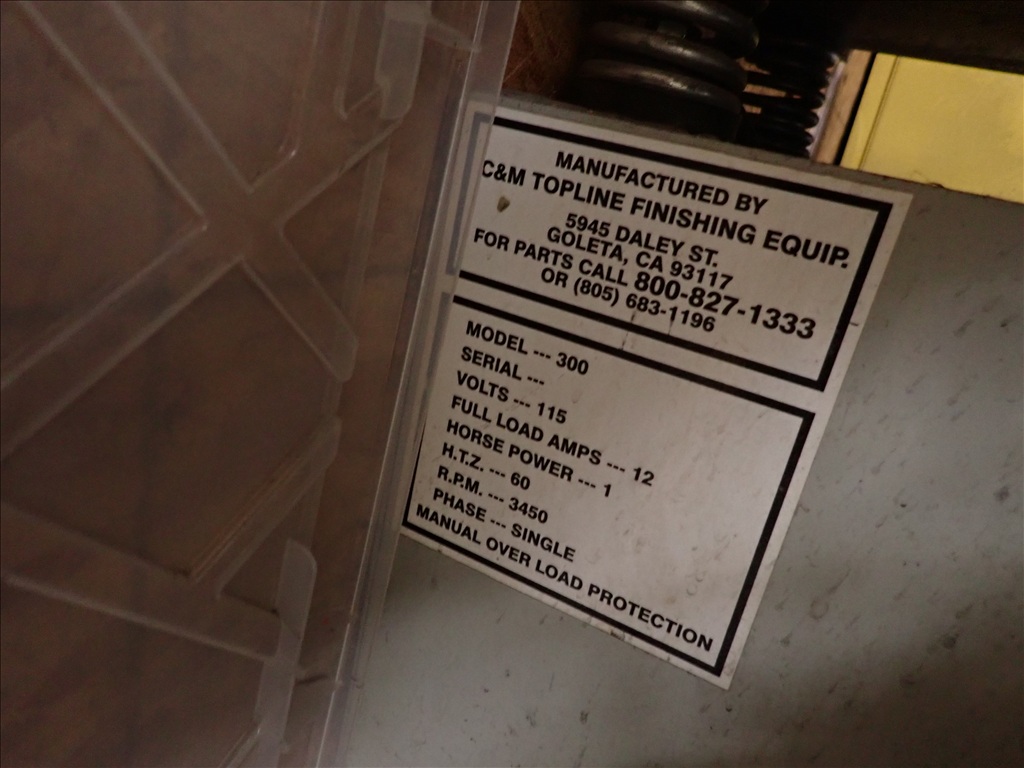 MANUFACTURED BY
C&M TOPLINE FINISHING EQUIP.
5945 DALEY ST.
GOLETA, CA 93117
FOR PARTS CALL 800-827-1333
OR (805) 683-1196
MODEL --- 300
SERIAL ---
VOLTS --- 115
FULL LOAD AMPS --- 12
HORSE POWER --- 1
H.T.Z. --- 60
R.P.M. --- 3450
PHASE --- SINGLE
MANUAL OVER LOAD PROTECTION